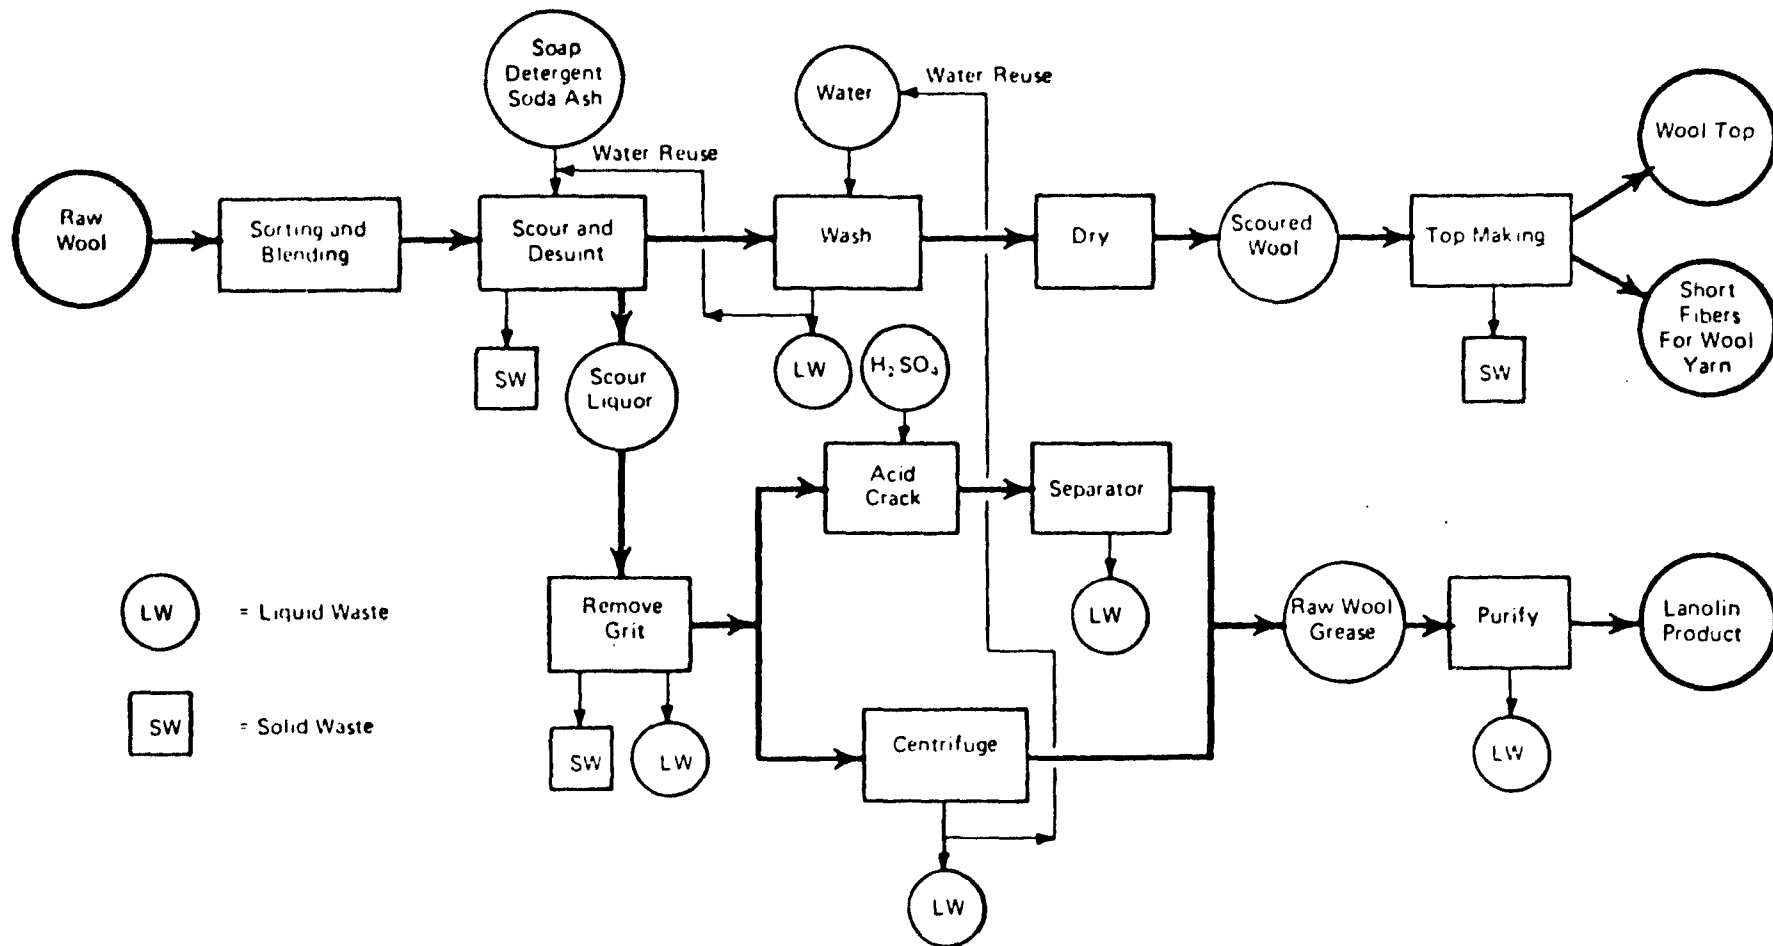 Soap
Detergent
Soda Ash
Water
Water Reuse
Water Reuse
Wool Top
Raw
Wool
Sorting and
Blending
Scour and
Desuint
Wash
Dry
Scoured
Wool
Top Making
Short
Fibers
For Wool
Yarn
SW
Scour
Liquor
LW
H₂SO₄
SW
Acid
Crack
Separator
LW
= Liquid Waste
Remove
Grit
LW
Raw Wool
Grease
Purify
Lanolin
Product
SW
= Solid Waste
SW
LW
Centrifuge
LW
LW